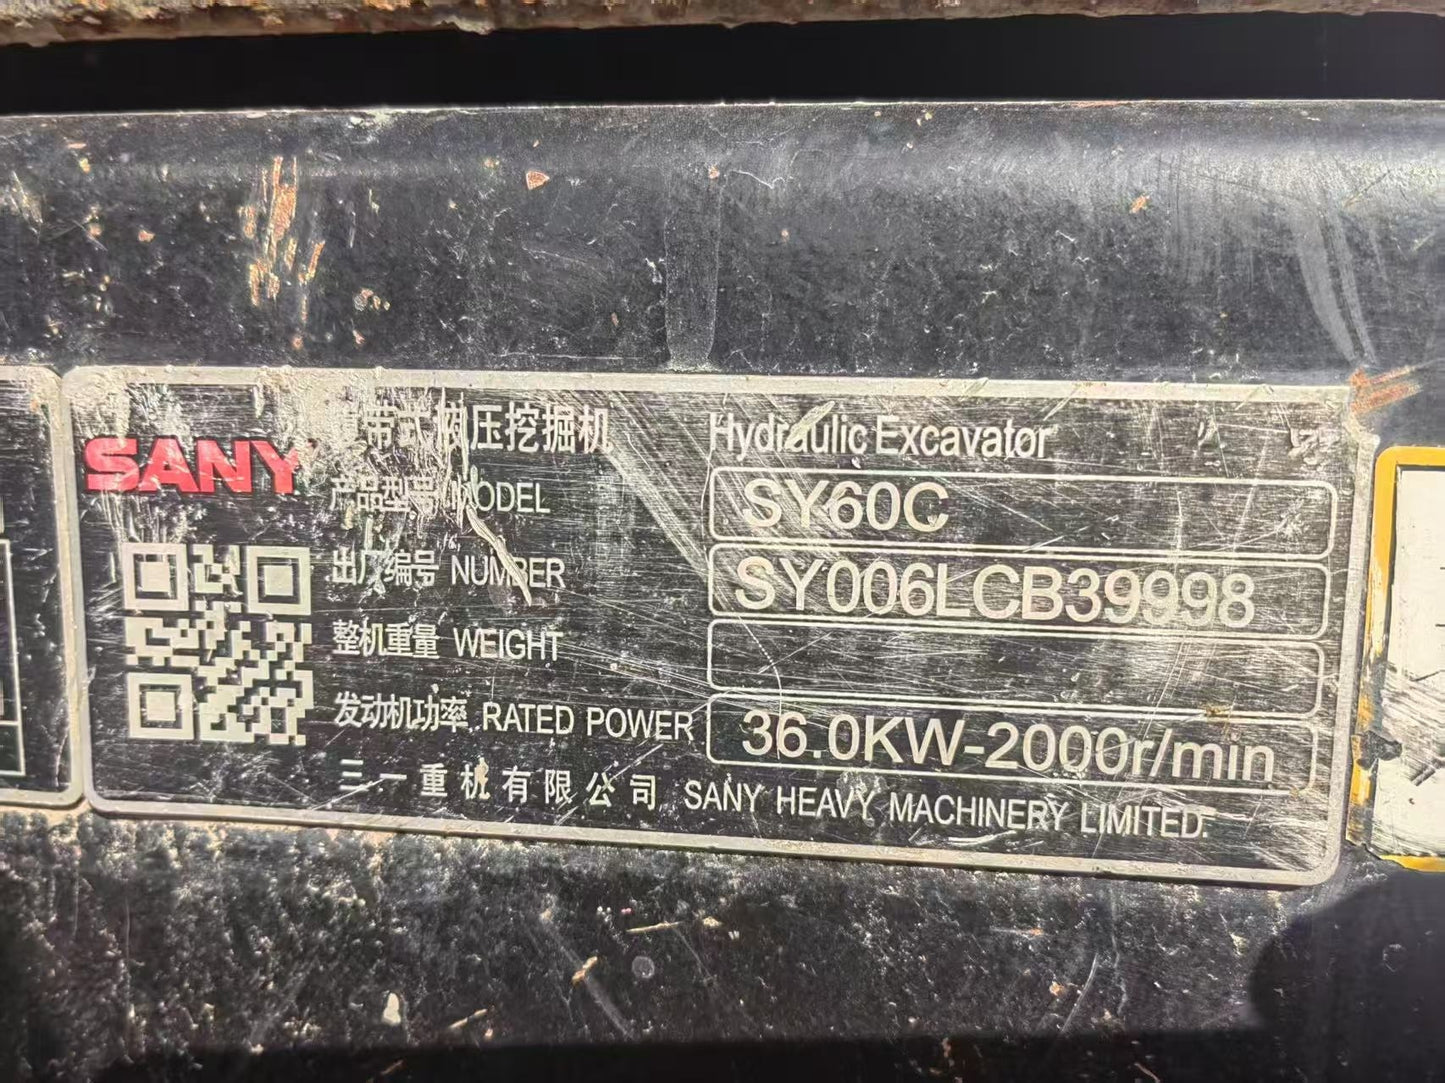 带式液压挖掘机 Hydraulic Excavator
SANY
产品型号 MODEL SY60C
出厂编号 NUMBER SY006LCB39998
整机重量 WEIGHT
发动机功率 RATED POWER 36.0KW-2000r/min
三一重机有限公司 SANY HEAVY MACHINERY LIMITED.